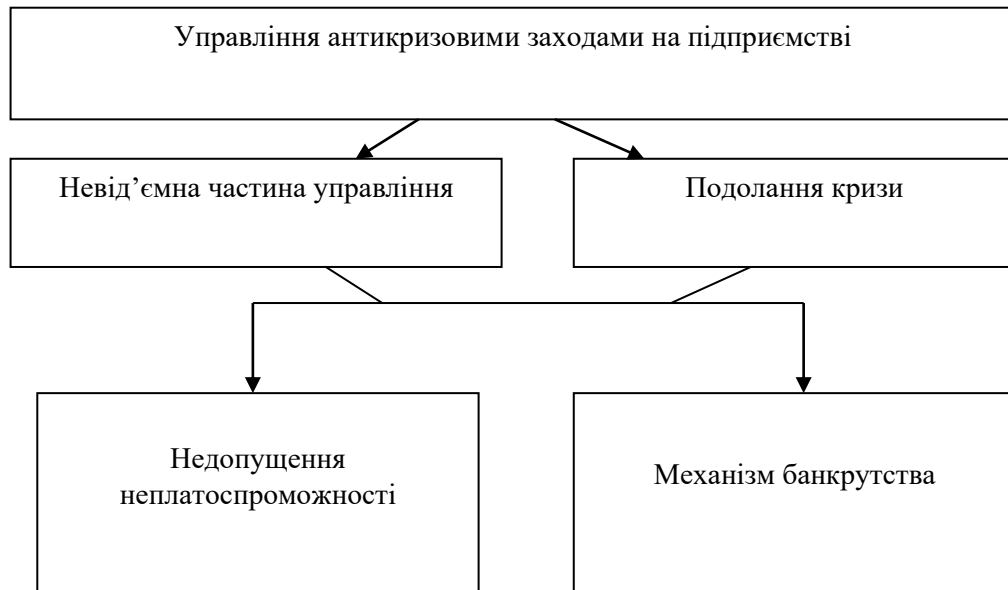 Управління антикризовими заходами на підприємстві
Невід’ємна частина управління
Подолання кризи
Недопущення
неплатоспроможності
Механізм банкрутства